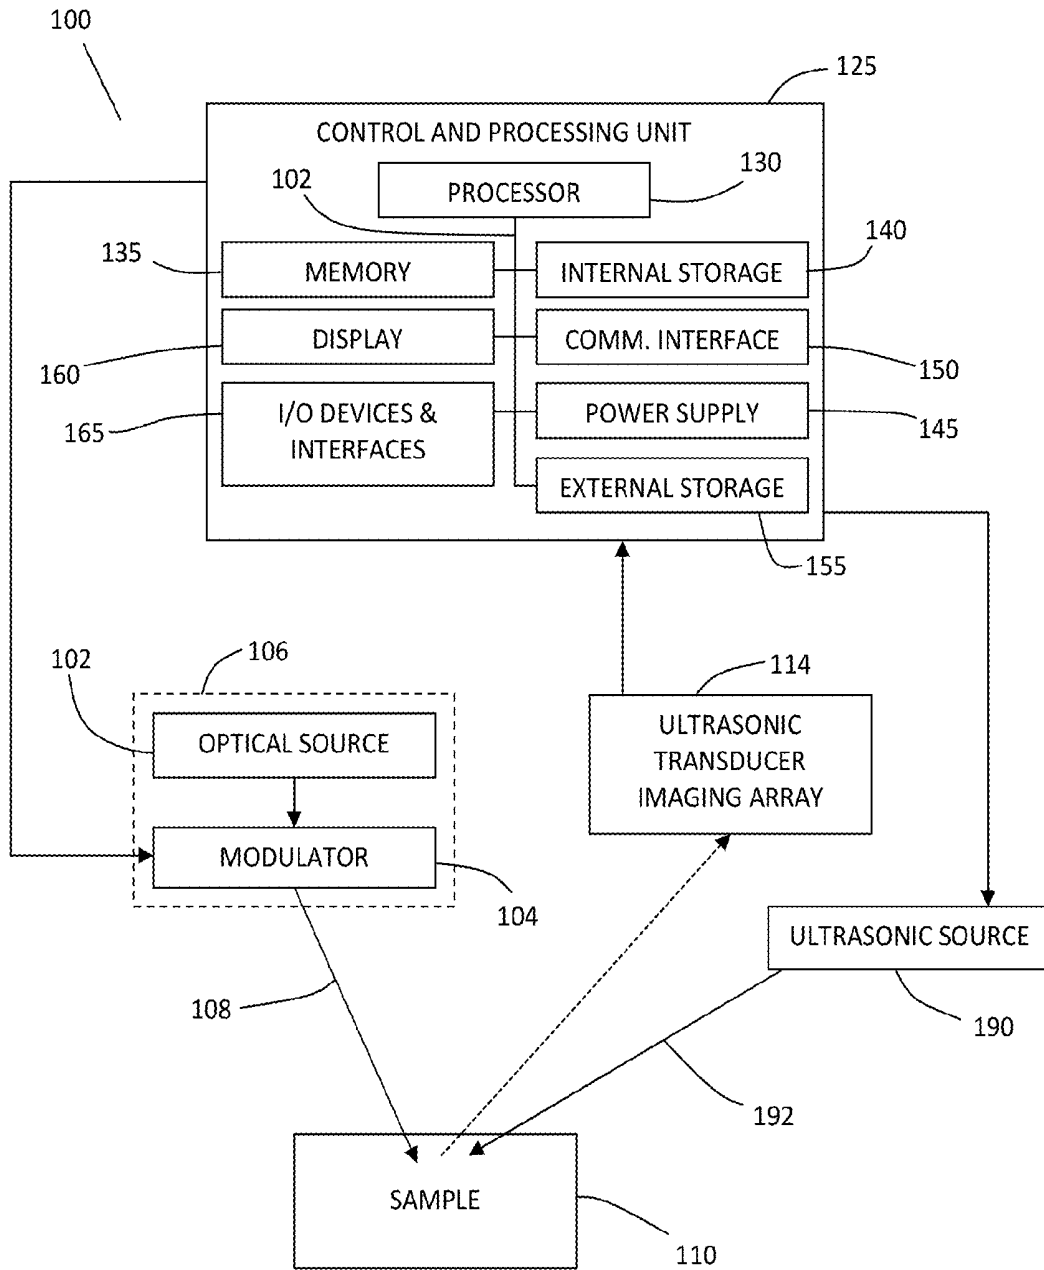 100
125
CONTROL AND PROCESSING UNIT
102
PROCESSOR
130
135
MEMORY
INTERNAL STORAGE
140
160
DISPLAY
COMM. INTERFACE
150
165
I/O DEVICES &
INTERFACES
POWER SUPPLY
145
EXTERNAL STORAGE
155
102
106
OPTICAL SOURCE
MODULATOR
104
114
ULTRASONIC
TRANSDUCER
IMAGING ARRAY
ULTRASONIC SOURCE
190
108
192
SAMPLE
110